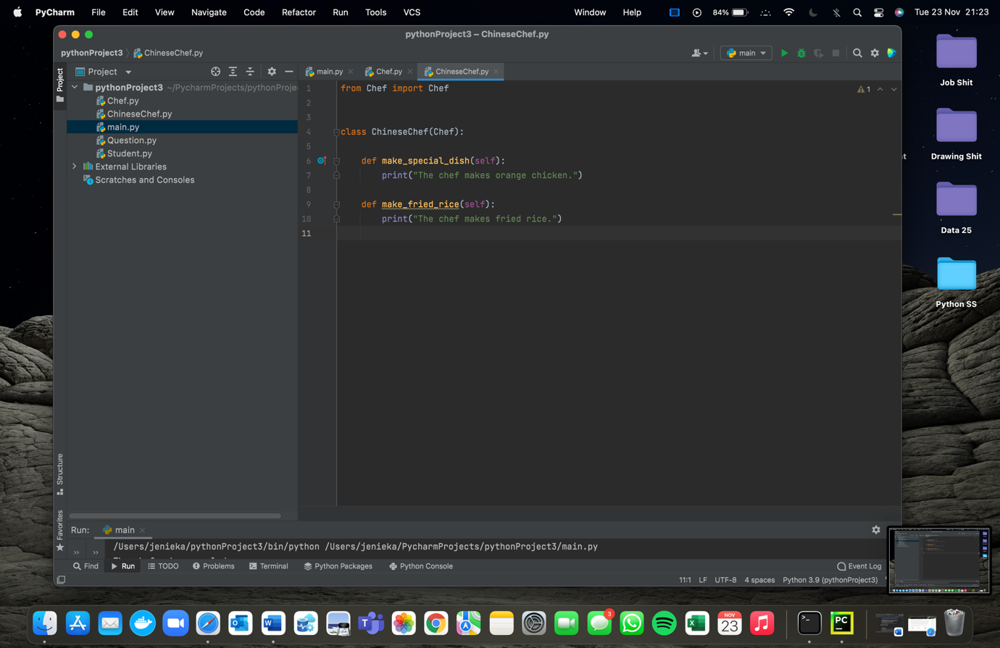 PyCharm File Edit View Navigate Code Refactor Run Tools VCS Window Help 84% Tue 23 Nov 21:23
pythonProject3 – ChineseChef.py
pythonProject3 ChineseChef.py main
Project main.py Chef.py ChineseChef.py
Project
pythonProject3 ~/PycharmProjects/pythonProje
Chef.py
ChineseChef.py
main.py
Question.py
Student.py
External Libraries
Scratches and Consoles
1 from Chef import Chef
1
2
3
4 class ChineseChef(Chef):
5
6 def make_special_dish(self):
7 print("The chef makes orange chicken.")
8
9 def make_fried_rice(self):
10 print("The chef makes fried rice.")
11
Job Shit
Drawing Shit
nt
Data 25
Python SS
Structure
Favorites
Run: main
/Users/jenieka/pythonProject3/bin/python /Users/jenieka/PycharmProjects/pythonProject3/main.py
Find Run TODO Problems Terminal Python Packages Python Console Event Log
11:1 LF UTF-8 4 spaces Python 3.9 (pythonProject3)
3
NOV
23
PC